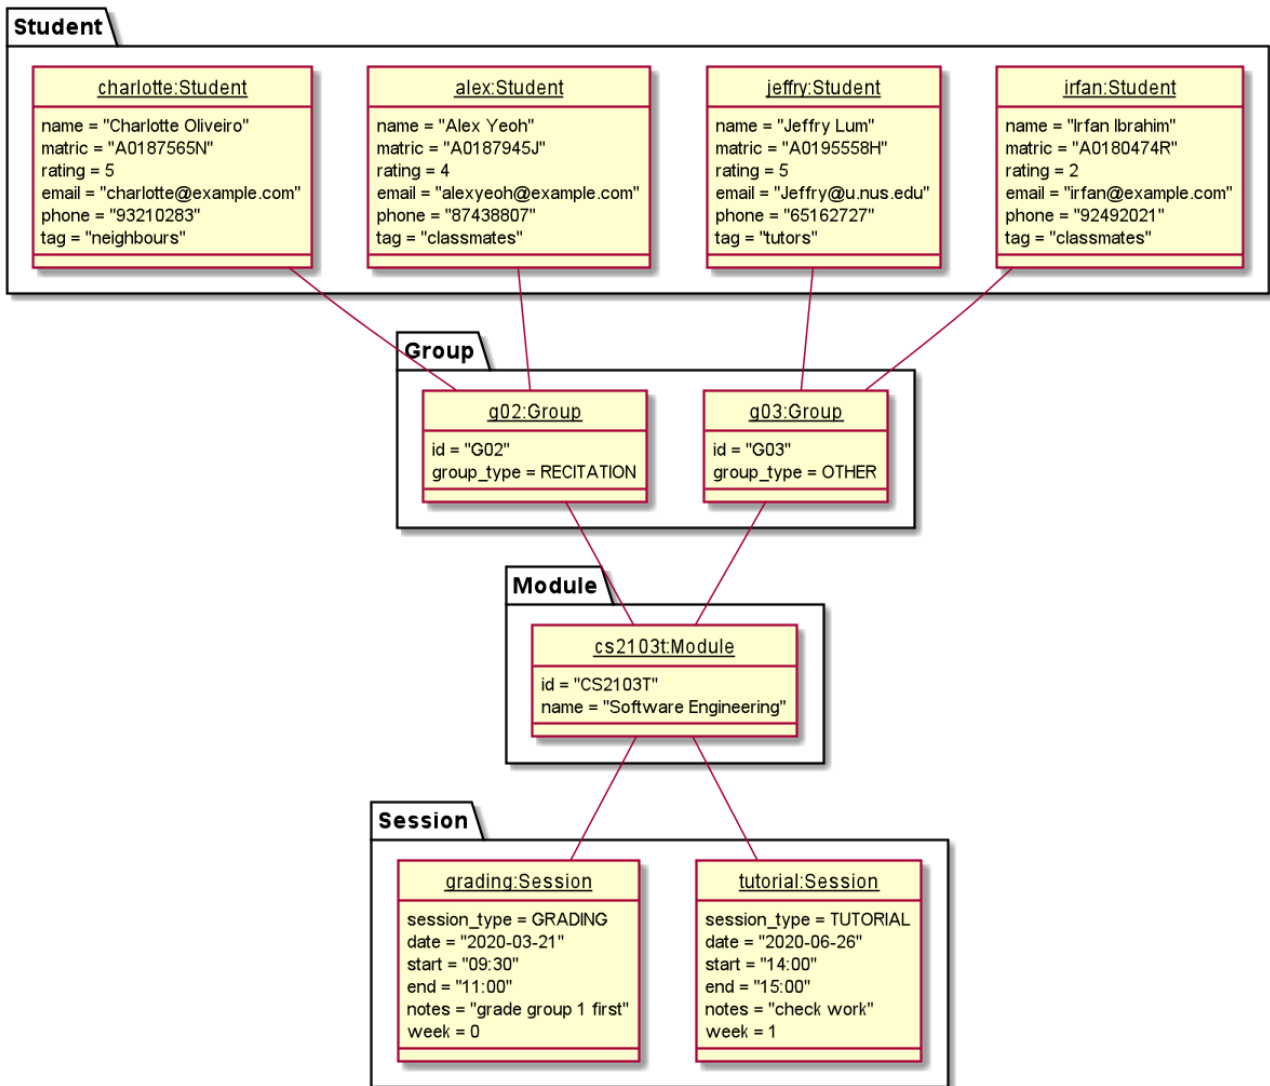 Student
charlotte:Student
name = "Charlotte Oliveiro"
matric = "A0187565N"
rating = 5
email = "charlotte@example.com"
phone = "93210283"
tag = "neighbours"
alex:Student
name = "Alex Yeoh"
matric = "A0187945J"
rating = 4
email = "alexyeoh@example.com"
phone = "87438807"
tag = "classmates"
jeffry:Student
name = "Jeffry Lum"
matric = "A0195558H"
rating = 5
email = "Jeffry@u.nus.edu"
phone = "65162727"
tag = "tutors"
irfan:Student
name = "Irfan Ibrahim"
matric = "A0180474R"
rating = 2
email = "irfan@example.com"
phone = "92492021"
tag = "classmates"
Group
g02:Group
id = "G02"
group_type = RECITATION
g03:Group
id = "G03"
group_type = OTHER
Module
cs2103t:Module
id = "CS2103T"
name = "Software Engineering"
Session
grading:Session
session_type = GRADING
date = "2020-03-21"
start = "09:30"
end = "11:00"
notes = "grade group 1 first"
week = 0
tutorial:Session
session_type = TUTORIAL
date = "2020-06-26"
start = "14:00"
end = "15:00"
notes = "check work"
week = 1